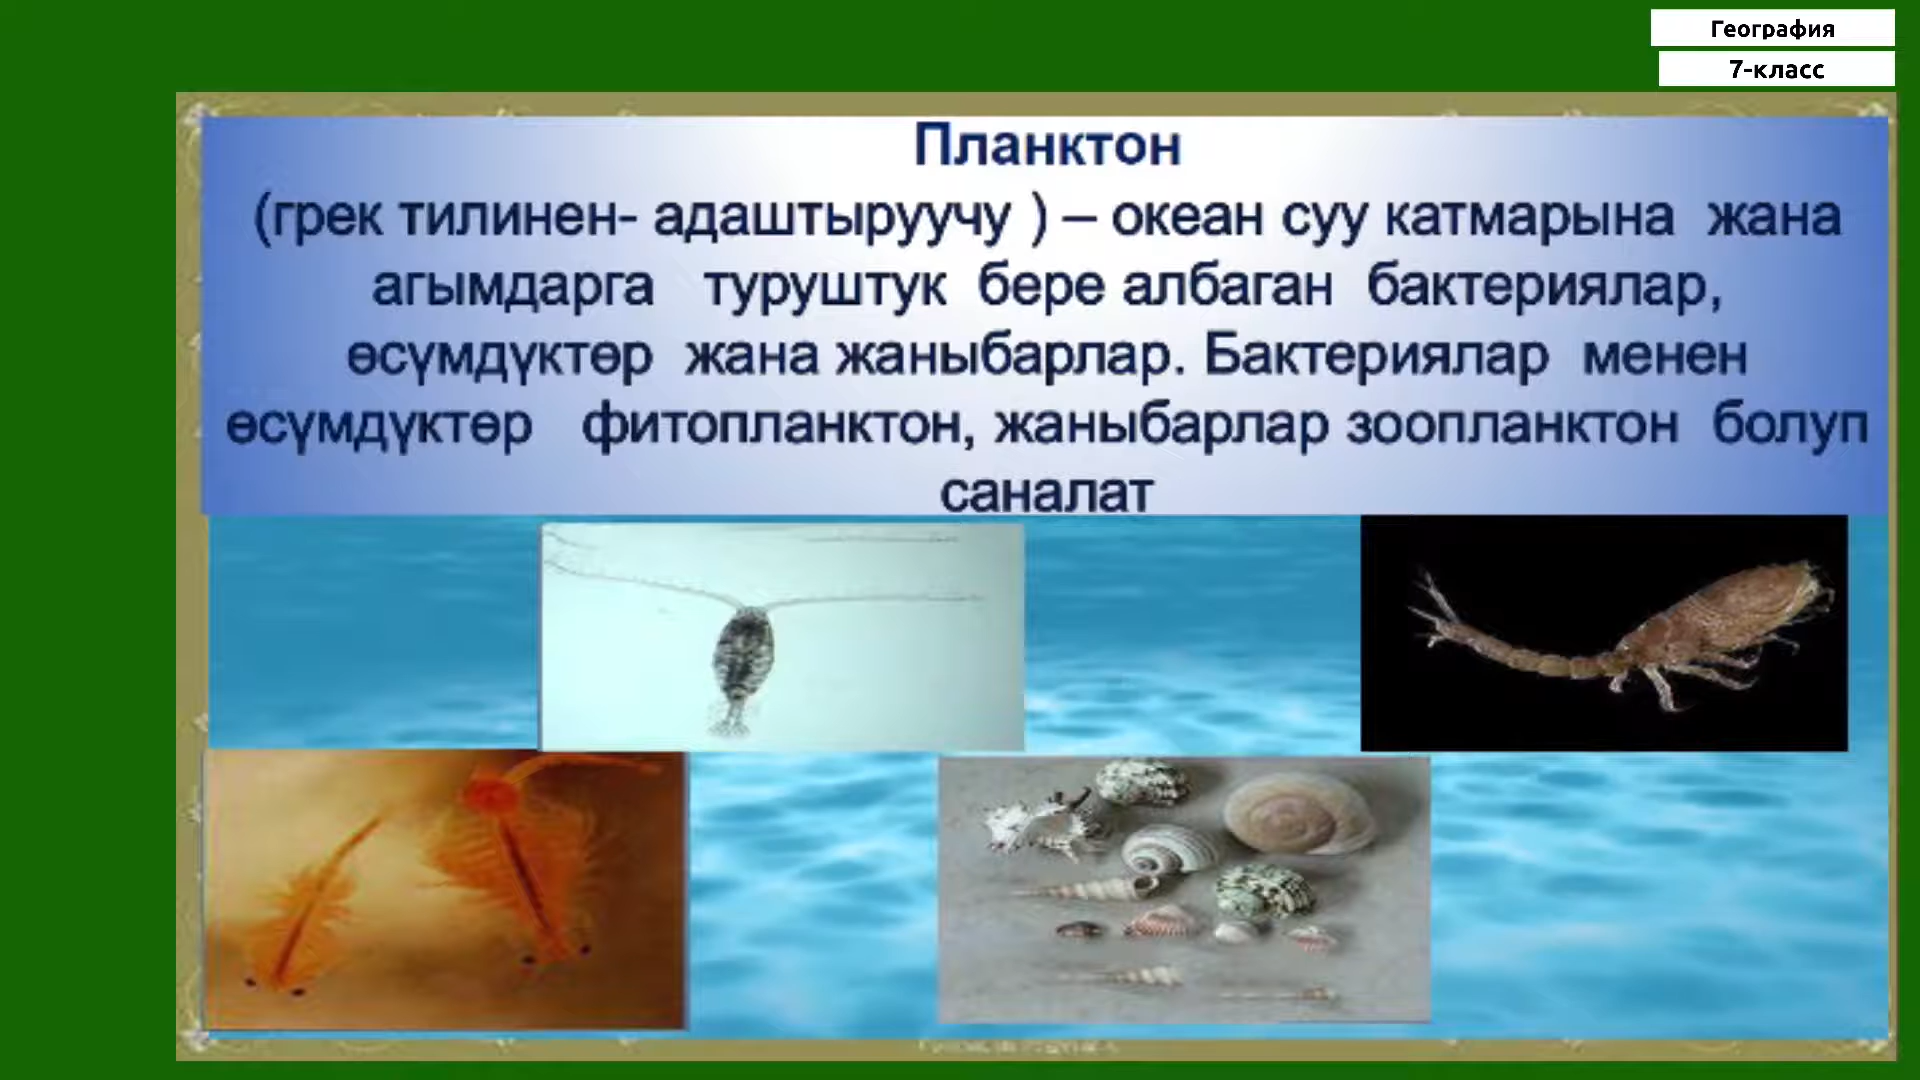 География
7-класс
Планктон
(грек тилинен- адаштыруучу ) – океан суу катмарына жана
агымдарга туруштук бере албаган бактериялар,
өсүмдүктөр жана жаныбарлар. Бактериялар менен
өсүмдүктөр фитопланктон, жаныбарлар зоопланктон болуп
саналат